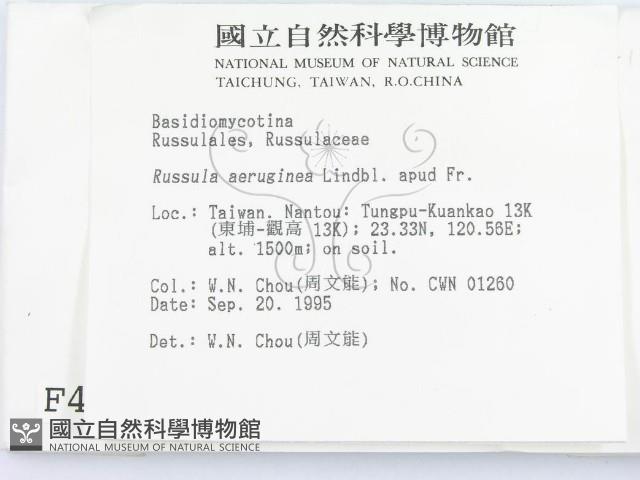 國立自然科學博物館
NATIONAL MUSEUM OF NATURAL SCIENCE
TAICHUNG, TAIWAN, R.O.CHINA
Basidiomycotina
Russulales, Russulaceae
Russula aeruginea Lindbl. apud Fr.
Loc.: Taiwan. Nantou: Tungpu-Kuankao 13K
(東埔-觀高 13K); 23.33N, 120.56E;
alt. 1500m; on soil.
Col.: W.N. Chou(周文能); No. CWN 01260
Date: Sep. 20. 1995
Det.: W.N. Chou(周文能)
F4
國立自然科學博物館
NATIONAL MUSEUM OF NATURAL SCIENCE